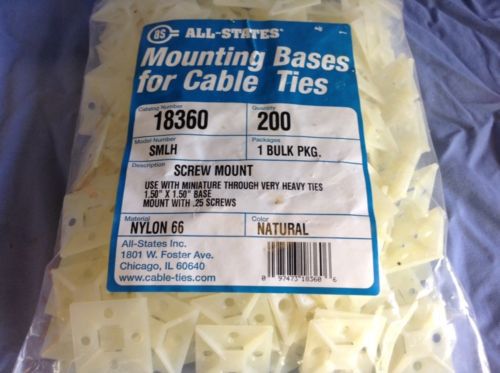 AS ALL-STATES®
Mounting Bases
for Cable Ties
Catalog Number
18360
Quantity
200
Model Number
SMLH
Packages
1 BULK PKG.
Description
SCREW MOUNT
USE WITH MINIATURE THROUGH VERY HEAVY TIES
1.50" X 1.50" BASE
MOUNT WITH .25 SCREWS
Material
NYLON 66
Color
NATURAL
All-States Inc.
1801 W. Foster Ave.
Chicago, IL 60640
www.cable-ties.com
0 97473 18360 6